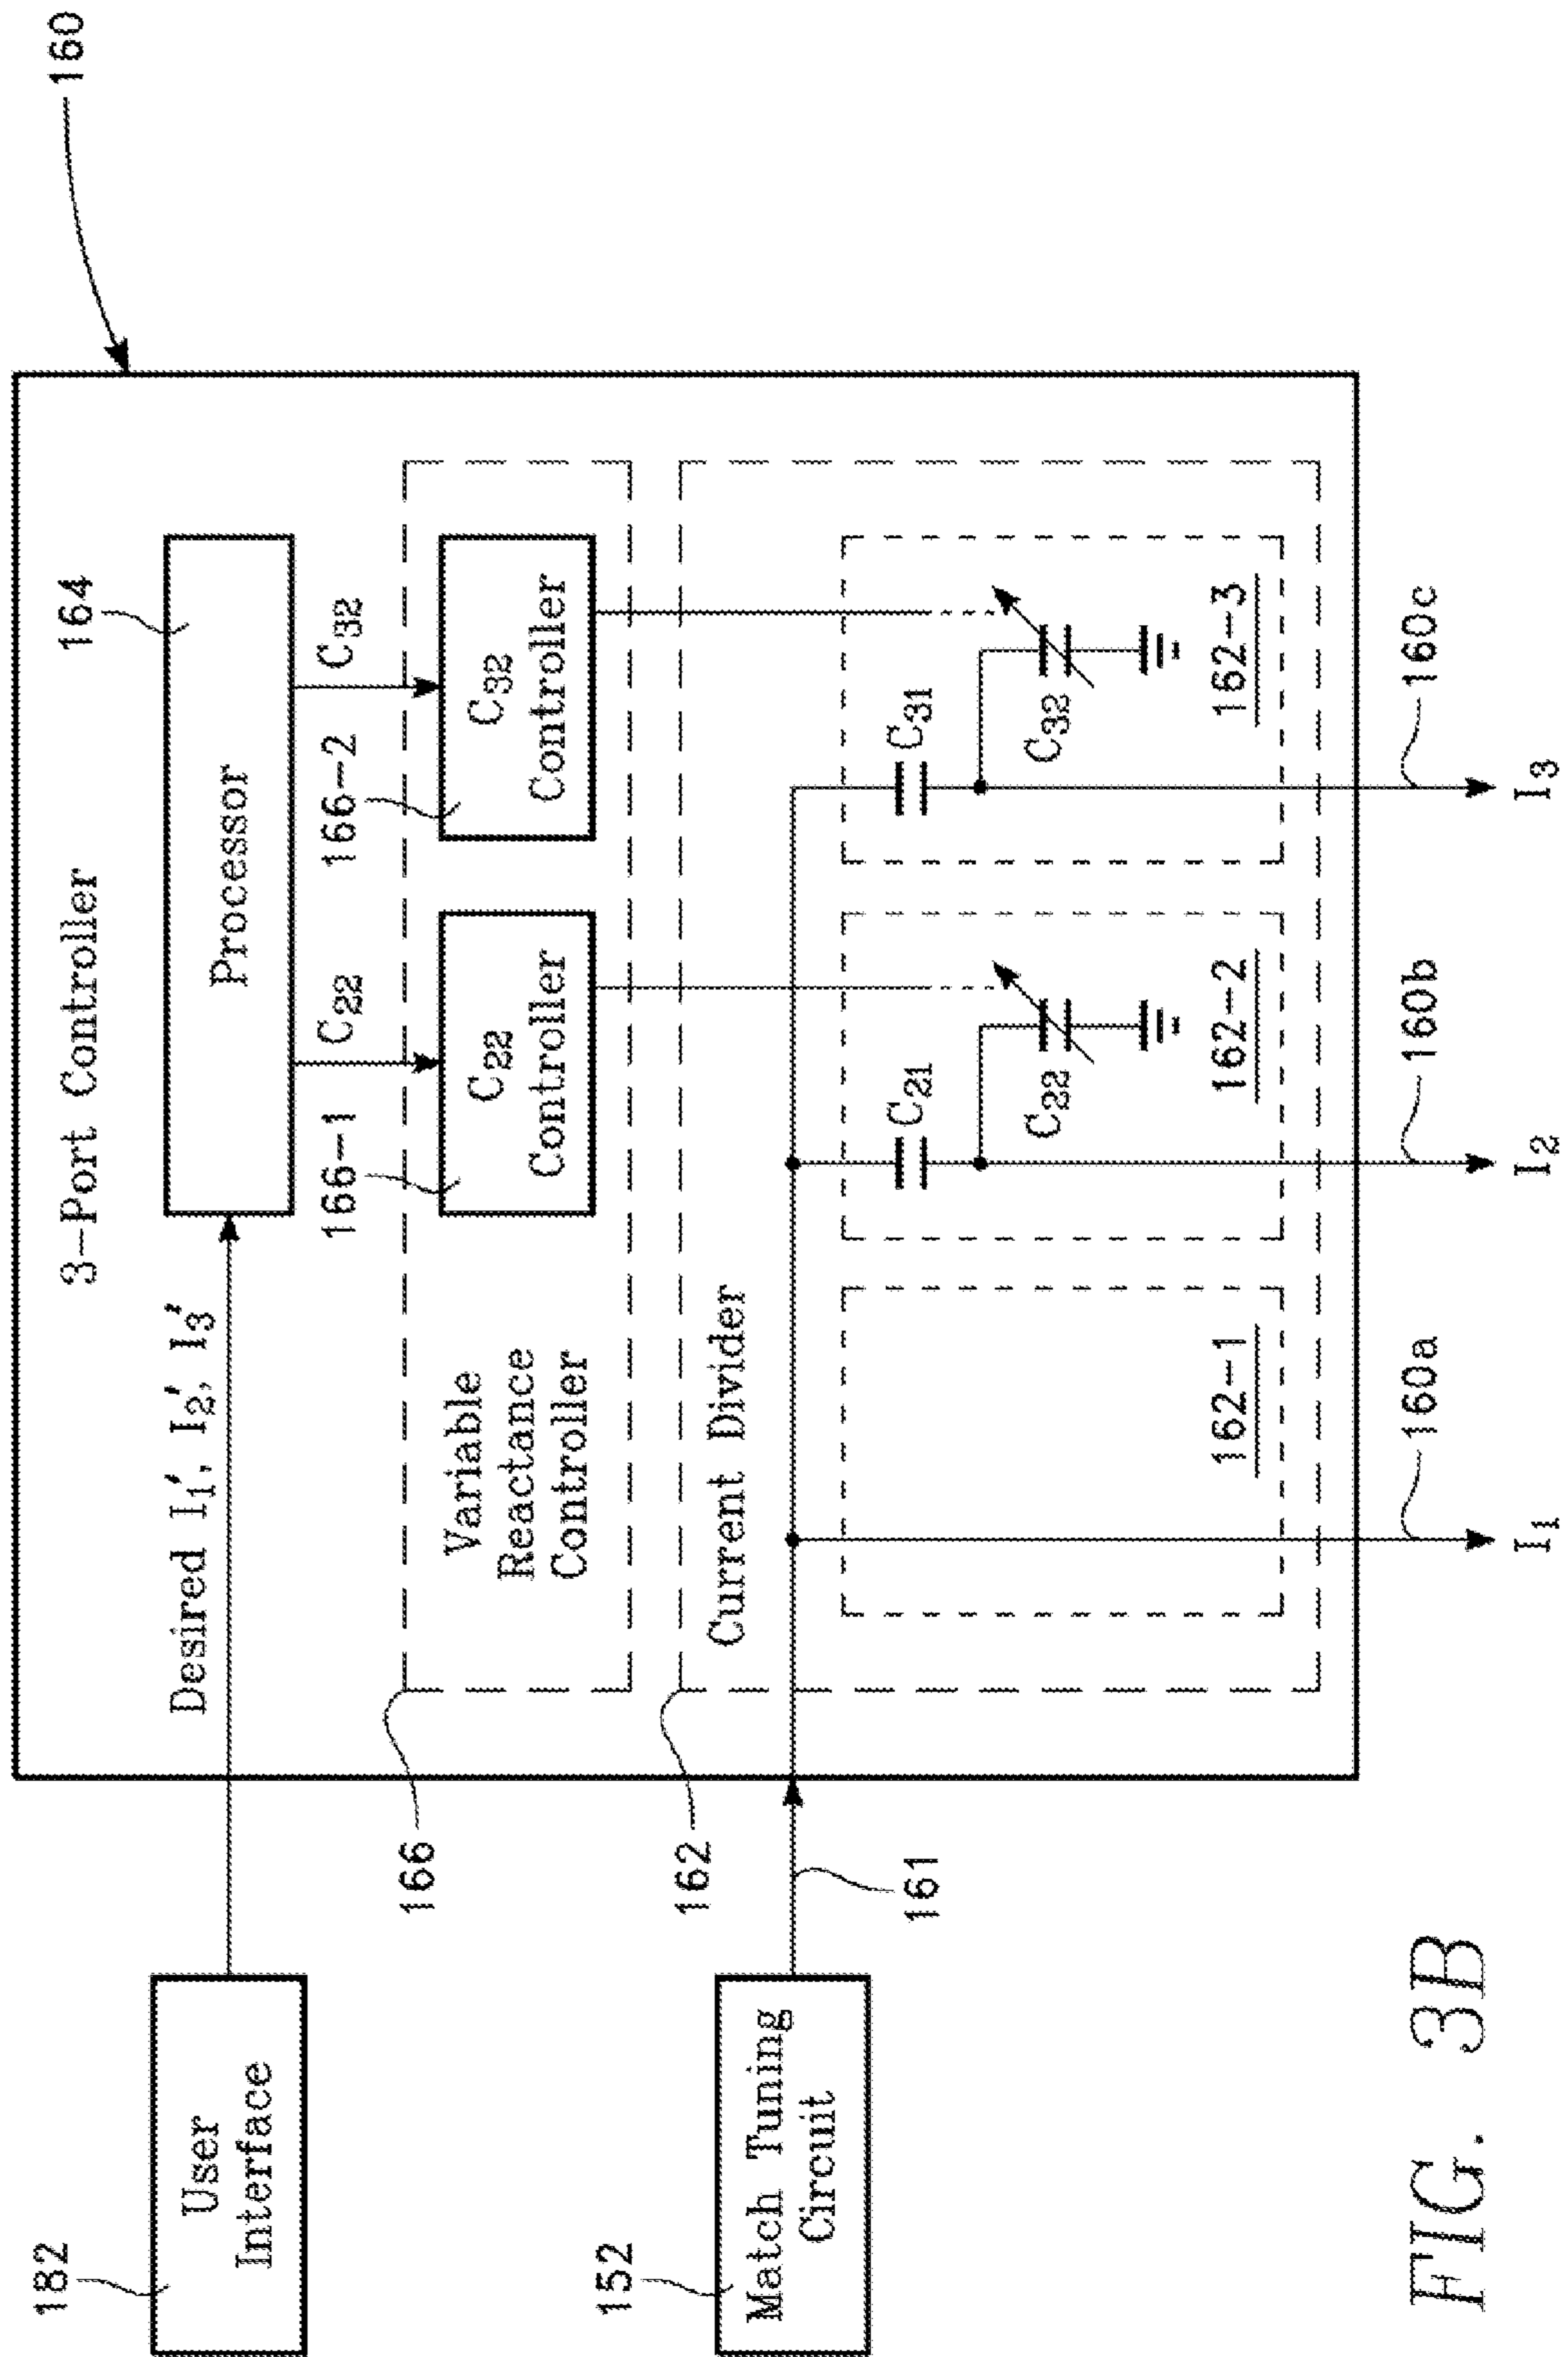 160
3-Port Controller
164
Processor
Desired I₁′, I₂′, I₃′
C₂₂
C₃₂
166-1
166-2
C₂₂
Controller
C₃₂
Controller
Variable
Reactance
Controller
166
Current Divider
162
C₂₁
C₂₂
C₃₁
C₃₂
162-1
162-2
162-3
160a
160b
160c
I₁
I₂
I₃
182
User
Interface
152
Match Tuning
Circuit
161
FIG. 3B